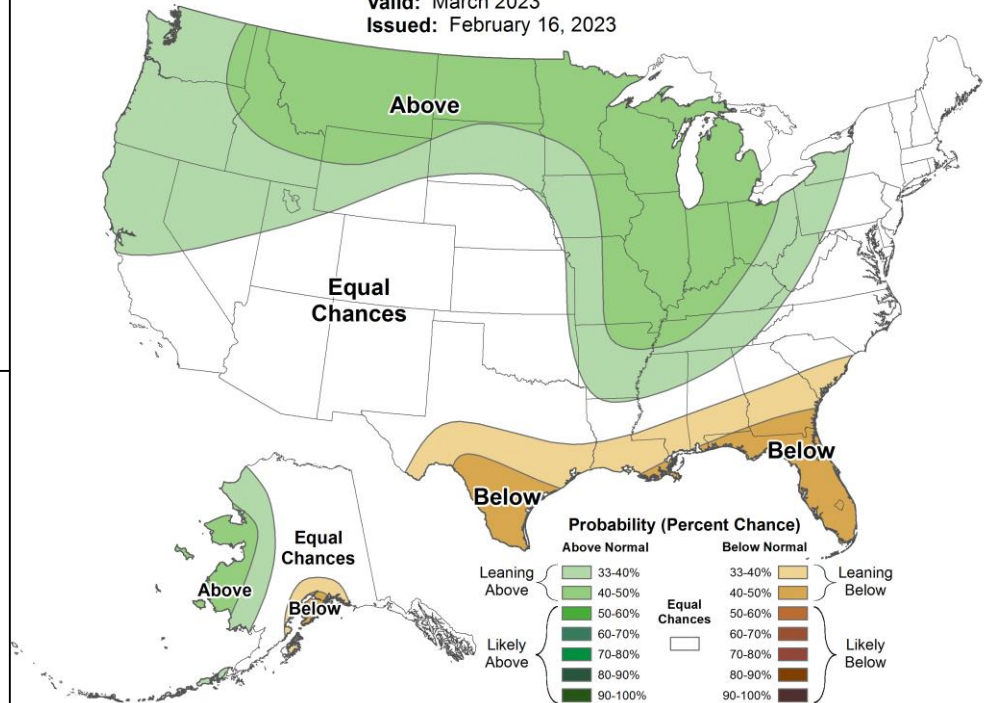 Valid: March 2023
Issued: February 16, 2023
Above
Equal
Chances
Below
Below
Equal
Chances
Above
Below
Probability (Percent Chance)
Above Normal
Below Normal
Leaning
Above
33-40%
40-50%
50-60%
60-70%
70-80%
80-90%
90-100%
Likely
Above
Equal
Chances
33-40%
40-50%
50-60%
60-70%
70-80%
80-90%
90-100%
Leaning
Below
Likely
Below